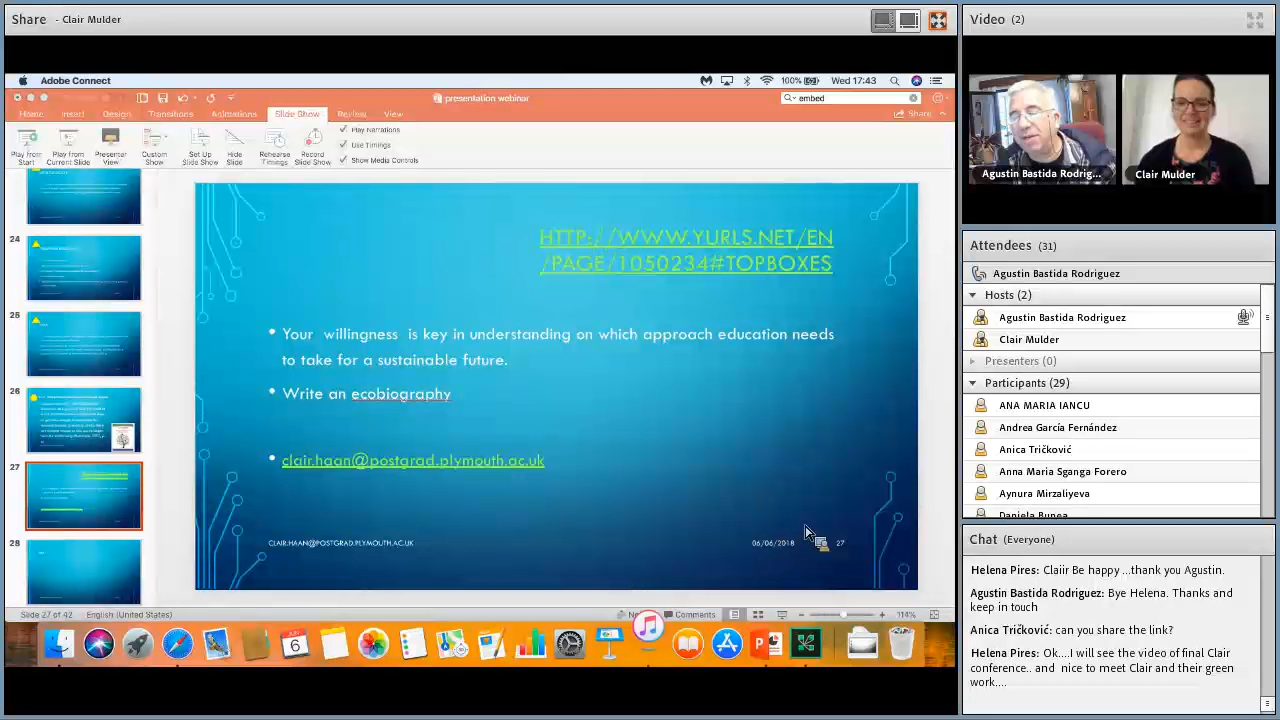 Share - Clair Mulder
Adobe Connect
100%
Wed 17:43
presentation webinar
embed
Home
Insert
Design
Transitions
Animations
Slide Show
Review
View
Share
Play from Start
Play from Current Slide
Presenter View
Custom Show
Set Up Slide Show
Hide Slide
Rehearse Timings
Record Slide Show
Play Narrations
Use Timings
Show Media Controls
24
25
26
27
28
HTTP://WWW.YURLS.NET/EN
/PAGE/1050234#TOPBOXES
• Your willingness is key in understanding on which approach education needs
to take for a sustainable future.
• Write an ecobiography
• clair.haan@postgrad.plymouth.ac.uk
CLAIR.HAAN@POSTGRAD.PLYMOUTH.AC.UK
06/06/2018
27
Slide 27 of 42
English (United States)
Comments
114%
JUN
6
Video (2)
Agustin Bastida Rodrig...
Clair Mulder
Attendees (31)
Agustin Bastida Rodriguez
Hosts (2)
Agustin Bastida Rodriguez
Clair Mulder
Presenters (0)
Participants (29)
ANA MARIA IANCU
Andrea García Fernández
Anica Tričković
Anna Maria Sganga Forero
Aynura Mirzaliyeva
Daniela Bunea
Chat (Everyone)
Helena Pires: Claiir Be happy ...thank you Agustin.
Agustin Bastida Rodriguez: Bye Helena. Thanks and
keep in touch
Anica Tričković: can you share the link?
Helena Pires: Ok....I will see the video of final Clair
conference.. and nice to meet Clair and their green
work....